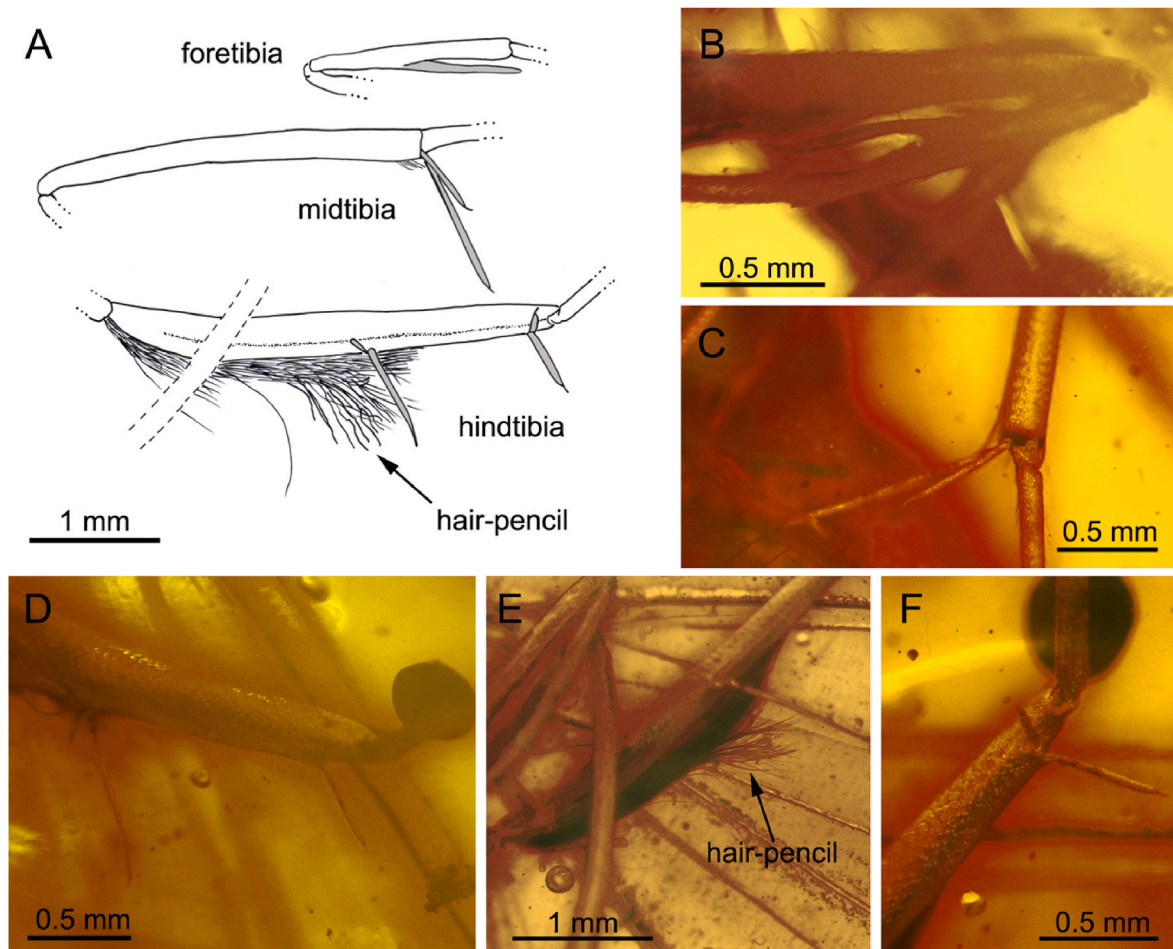 A
foretibia
midtibia
hindtibia
hair-pencil
1 mm
B
0.5 mm
C
0.5 mm
D
0.5 mm
E
hair-pencil
1 mm
F
0.5 mm